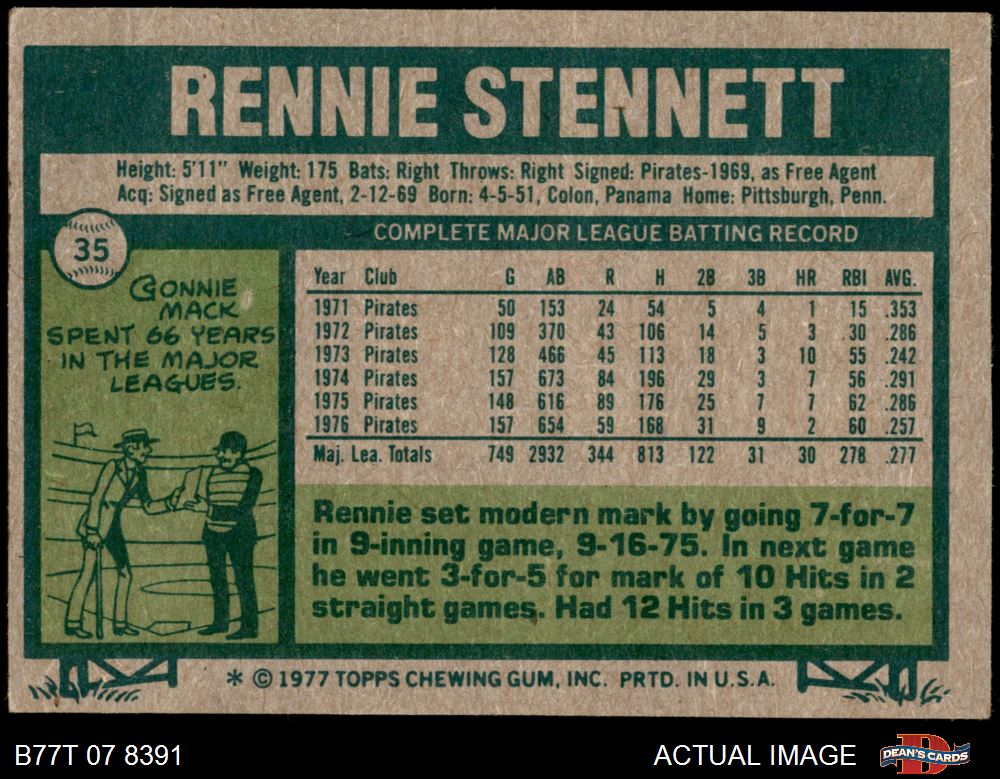 RENNIE STENNETT
Height: 5'11" Weight: 175 Bats: Right Throws: Right Signed: Pirates-1969, as Free Agent
Acq: Signed as Free Agent, 2-12-69 Born: 4-5-51, Colon, Panama Home: Pittsburgh, Penn.
35
CONNIE
MACK
SPENT 66 YEARS
IN THE MAJOR
LEAGUES.
COMPLETE MAJOR LEAGUE BATTING RECORD
Year Club G AB R H 2B 3B HR RBI AVG.
1971 Pirates 50 153 24 54 5 4 1 15 .353
1972 Pirates 109 370 43 106 14 5 3 30 .286
1973 Pirates 128 466 45 113 18 3 10 55 .242
1974 Pirates 157 673 84 196 29 3 7 56 .291
1975 Pirates 148 616 89 176 25 7 7 62 .286
1976 Pirates 157 654 59 168 31 9 2 60 .257
Maj. Lea. Totals 749 2932 344 813 122 31 30 278 .277
Rennie set modern mark by going 7-for-7
in 9-inning game, 9-16-75. In next game
he went 3-for-5 for mark of 10 Hits in 2
straight games. Had 12 Hits in 3 games.
* © 1977 TOPPS CHEWING GUM, INC. PRTD. IN U.S.A.
B77T 07 8391
ACTUAL IMAGE
D
DEAN'S CARDS